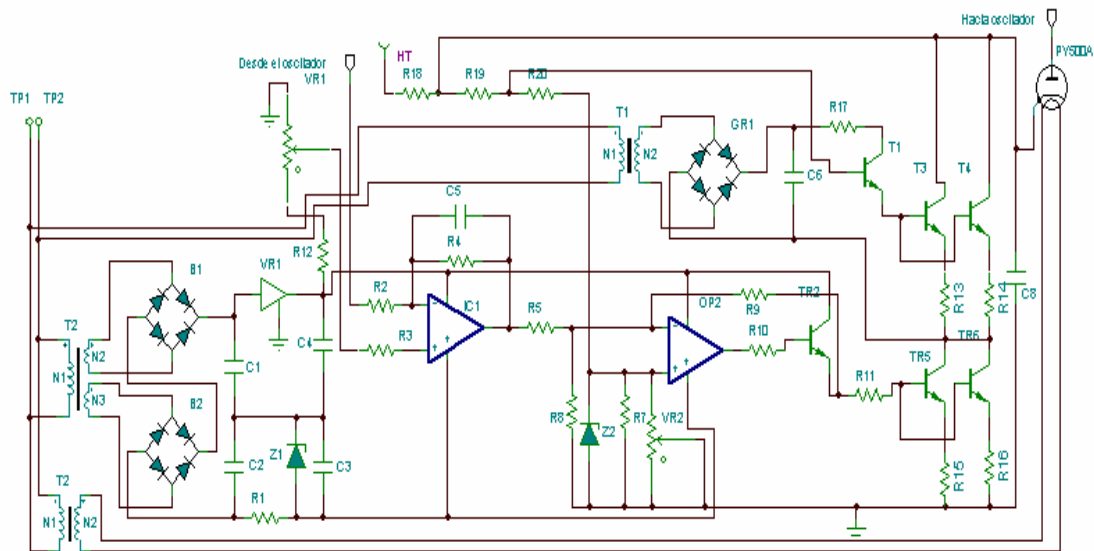 Hacia oscilador
PY500A
Desde el oscilador
VR1
HT
R18
R19
R20
TP1
TP2
T1
N1
N2
GR1
R17
C6
T1
T3
T4
C5
R4
R12
R2
R3
IC1
R5
R9
OP2
TR2
R10
R13
R14
C8
B1
VR1
T2
N2
N1
N3
C1
C4
B2
R11
TR5
TR6
R8
Z2
R7
VR2
C2
Z1
C3
R1
R15
R16
T2
N1
N2